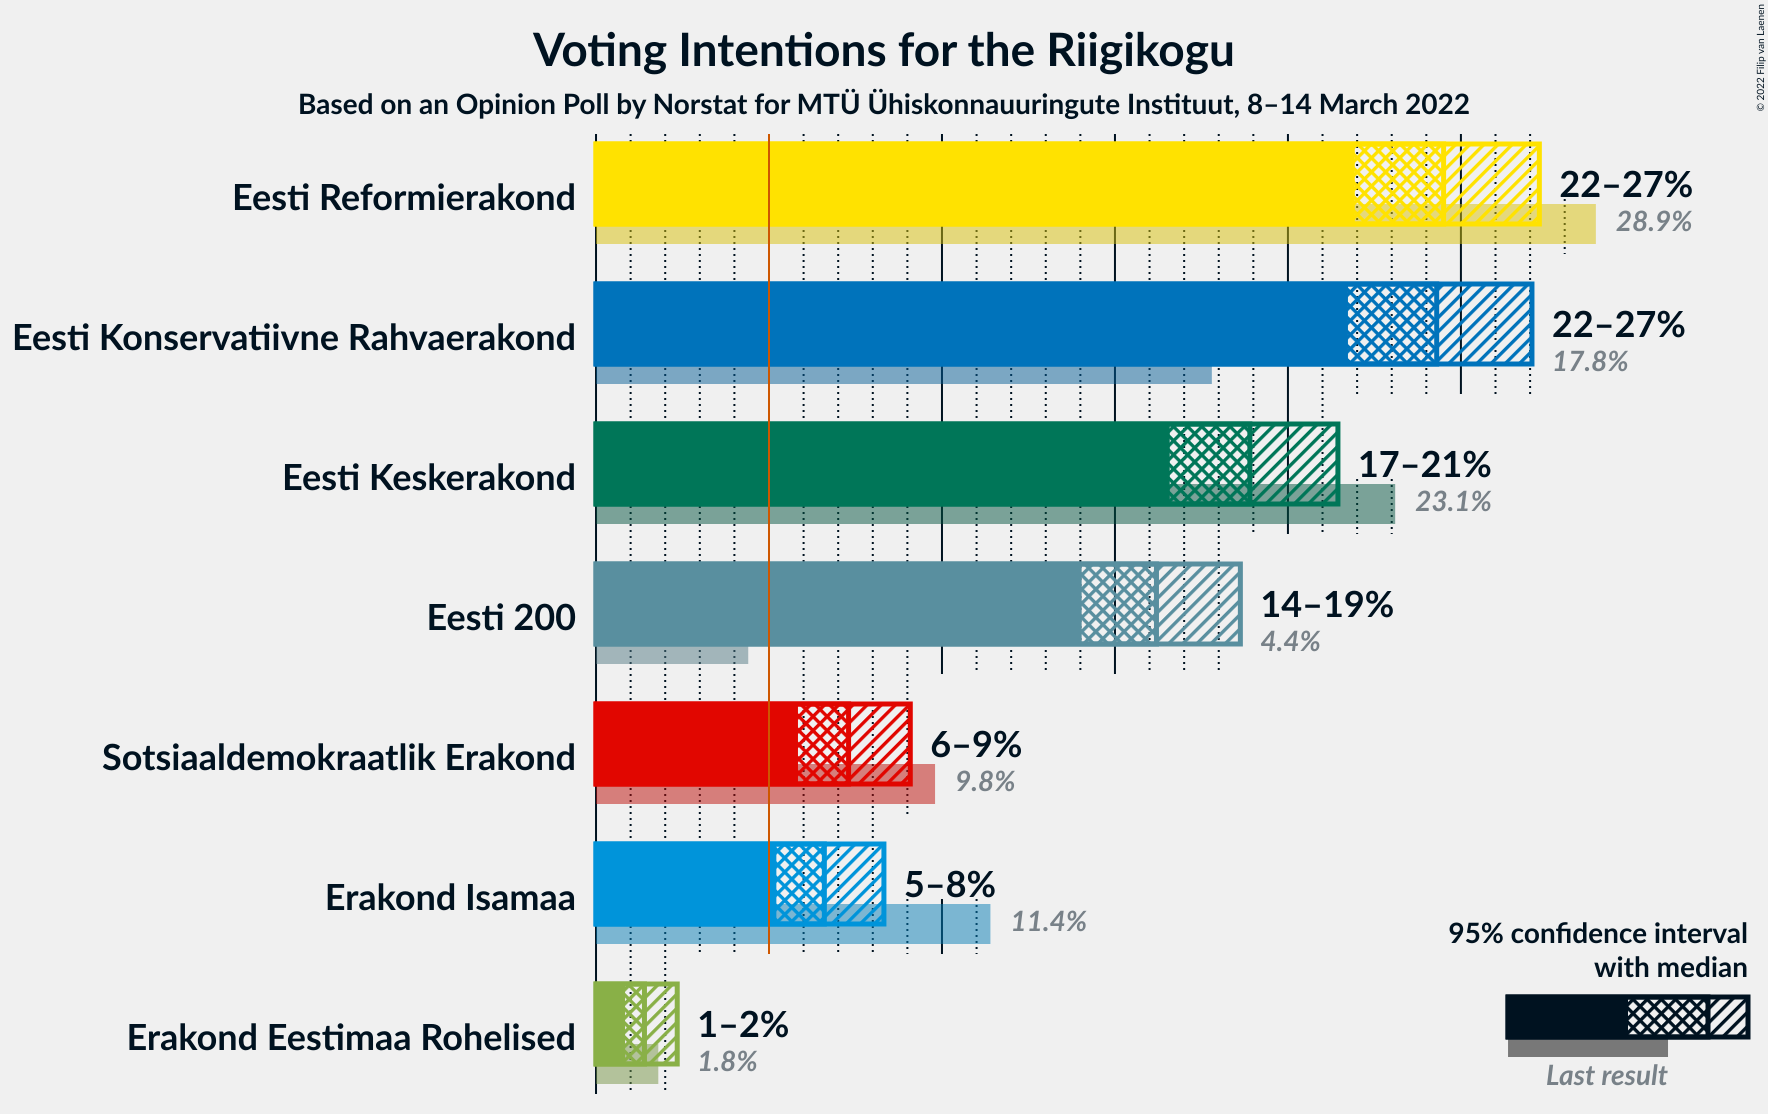 Voting Intentions for the Riigikogu
Based on an Opinion Poll by Norstat for MTÜ Ühiskonnauuringute Instituut, 8–14 March 2022
© 2022 Filip van Laenen
Eesti Reformierakond
22–27%
28.9%
Eesti Konservatiivne Rahvaerakond
22–27%
17.8%
Eesti Keskerakond
17–21%
23.1%
Eesti 200
14–19%
4.4%
Sotsiaaldemokraatlik Erakond
6–9%
9.8%
Erakond Isamaa
5–8%
11.4%
Erakond Eestimaa Rohelised
1–2%
1.8%
95% confidence interval
with median
Last result